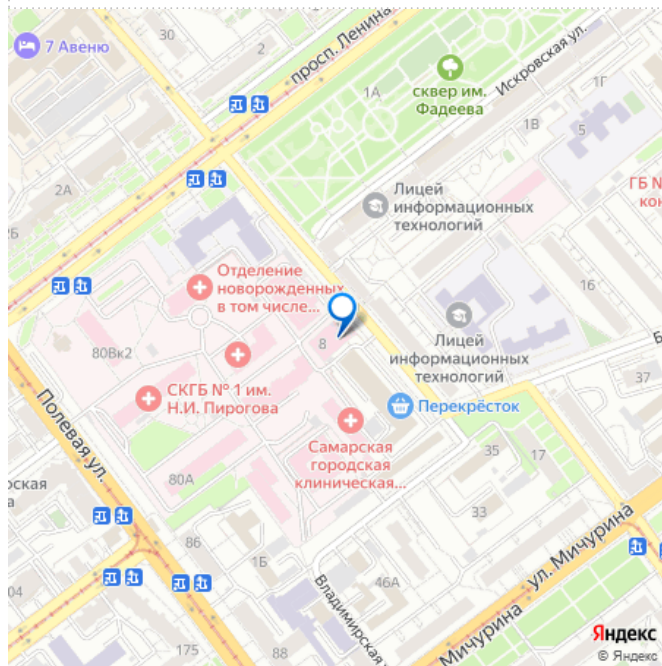 30
2
7 Авеню
просп. Ленина
Искровская ул.
сквер им.
Фадеева
1А
1Г
1В
5
2А
Лицей
информационных
технологий
ГБ N
кон
Отделение
новорожденных
в том числе...
16
80Вк2
8
Лицей
информационных
технологий
Б
37
СКГБ № 1 им.
Н.И. Пирогова
Перекрёсток
Полевая ул.
Самарская
городская
клиническая...
35
17
рская
а
80А
33
86
1Б
ул. Мичурина
46А
04
Владимирская у
Мичурина
175
88
Яндекс
© Яндекс